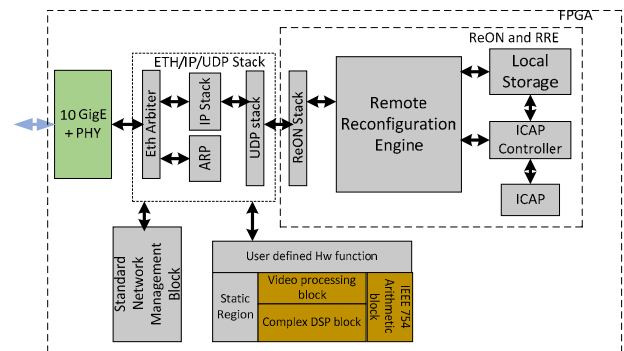 FPGA
ReON and RRE
ETH/IP/UDP Stack
10 GigE
+ PHY
Eth Arbiter
IP Stack
ARP
UDP stack
ReON Stack
Remote
Reconfiguration
Engine
Local
Storage
ICAP
Controller
ICAP
Standard
Network
Management
Block
User defined Hw function
Static
Region
Video processing
block
Complex DSP block
IEEE 754
Arithmetic
block